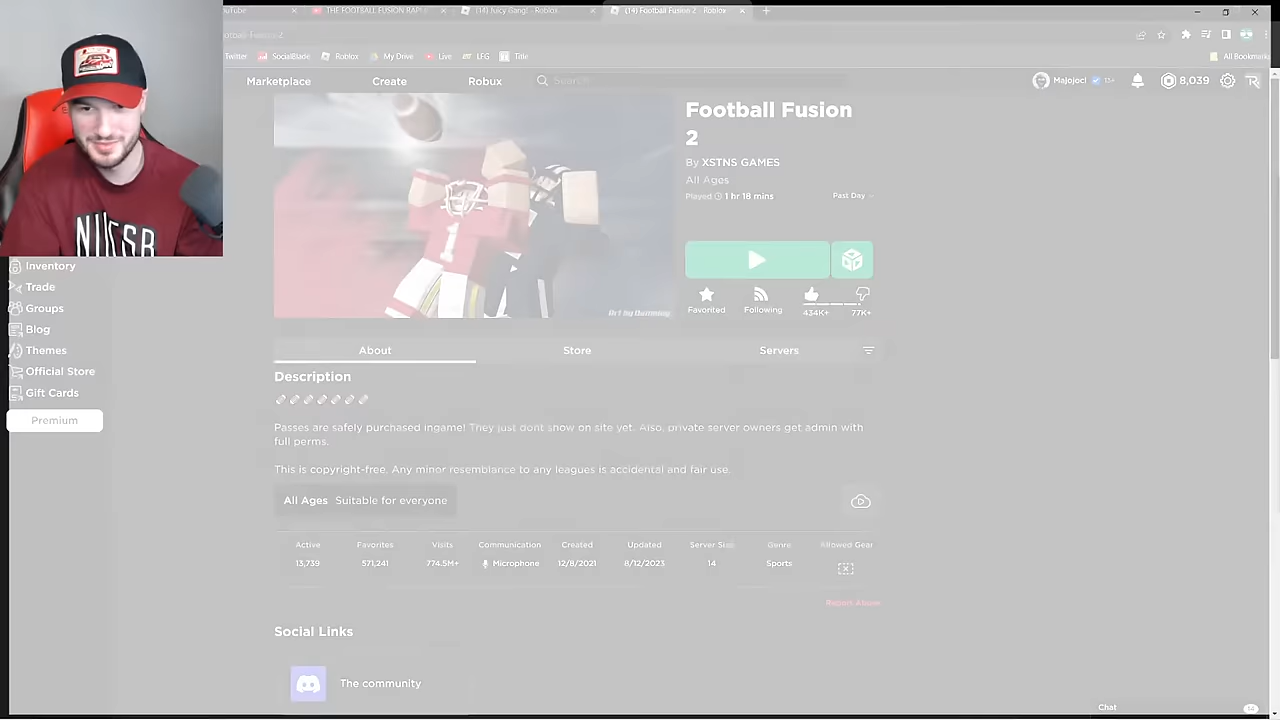 THE FOOTBALL FUSION RAP
(14) Juicy Gang! - Roblox
(14) Football Fusion 2 - Roblox
Twitter SocialBlade Roblox My Drive Live LFG Title
All Bookmarks
Marketplace Create Robux Search
Majojocl 13+ 8,039
Football Fusion
2
By XSTNS GAMES
All Ages
Played 1 hr 18 mins Past Day
1
Favorited Following 434K+ 77K+
NIKE SB
Inventory
Trade
Groups
Blog
Themes
Official Store
Gift Cards
Premium
About Store Servers
Description
Passes are safely purchased ingame! They just dont show on site yet. Also, private server owners get admin with
full perms.
This is copyright-free. Any minor resemblance to any leagues is accidental and fair use.
All Ages Suitable for everyone
Active Favorites Visits Communication Created Updated Server Size Genre Allowed Gear
13,739 571,241 774.5M+ Microphone 12/8/2021 8/12/2023 14 Sports
Report Abuse
Social Links
The community
Chat 14